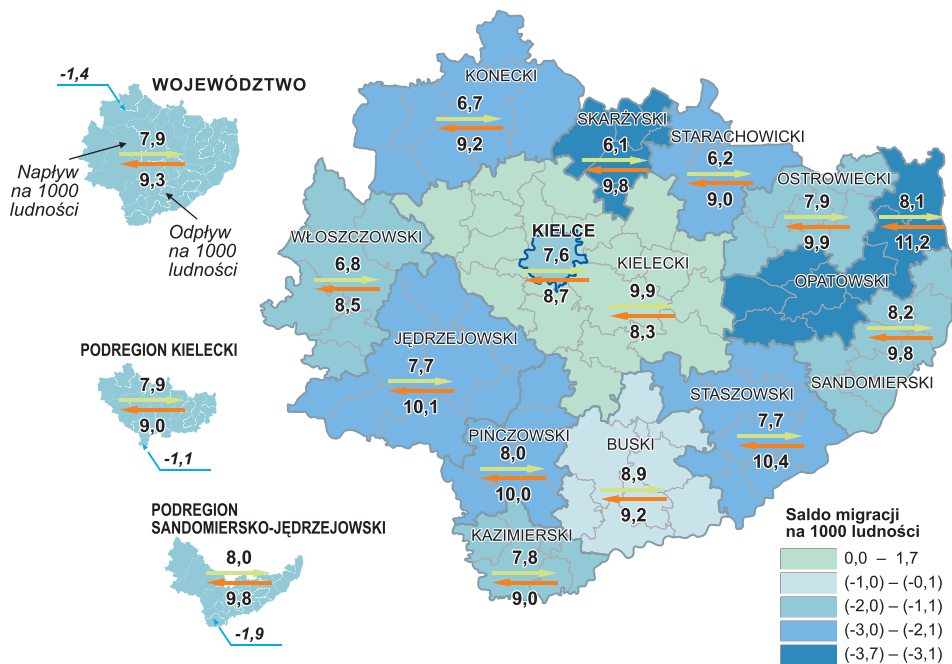 WOJEWÓDZTWO
-1,4
7,9
9,3
Napływ
na 1000
ludności
Odpływ
na 1000
ludności
PODREGION KIELECKI
7,9
9,0
-1,1
PODREGION
SANDOMIERSKO-JĘDRZEJOWSKI
8,0
9,8
-1,9
KONECKI
6,7
9,2
SKARŻYSKI
6,1
9,8
STARACHOWICKI
6,2
9,0
OSTROWIECKI
7,9
9,9
8,1
11,2
OPATOWSKI
WŁOSZCZOWSKI
6,8
8,5
KIELCE
7,6
8,7
KIELECKI
9,9
8,3
8,2
9,8
SANDOMIERSKI
JĘDRZEJOWSKI
7,7
10,1
STASZOWSKI
7,7
10,4
PIŃCZOWSKI
8,0
10,0
BUSKI
8,9
9,2
KAZIMIERSKI
7,8
9,0
Saldo migracji
na 1000 ludności
0,0 – 1,7
(-1,0) – (-0,1)
(-2,0) – (-1,1)
(-3,0) – (-2,1)
(-3,7) – (-3,1)